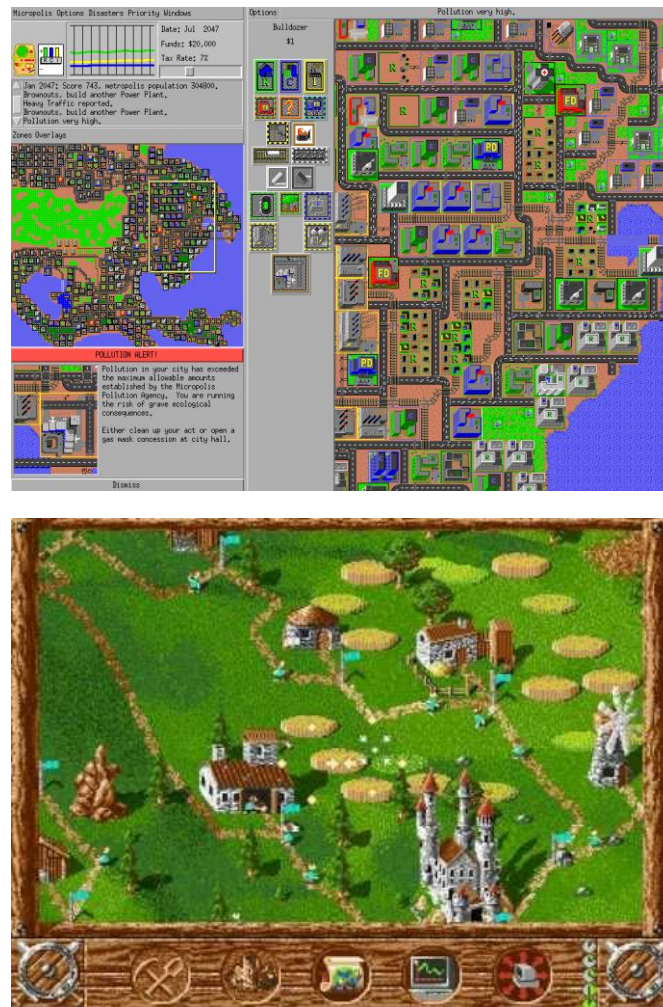 Micropolis Options Disasters Priority Windows
Date: Jul 2047
Funds: $20,000
Tax Rate: 7%
R C I
Jan 2047: Score 743, metropolis population 304800.
Brownouts, build another Power Plant.
Heavy Traffic reported.
Brownouts, build another Power Plant.
Pollution very high.
Zones Overlays
POLLUTION ALERT!
Pollution in your city has exceeded
the maximum allowable amounts
established by the Micropolis
Pollution Agency. You are running
the risk of grave ecological
consequences.
Either clean up your act or open a
gas mask concession at city hall.
Dismiss
Options
Bulldozer
$1
Pollution very high.
FD
PD
FD
PD